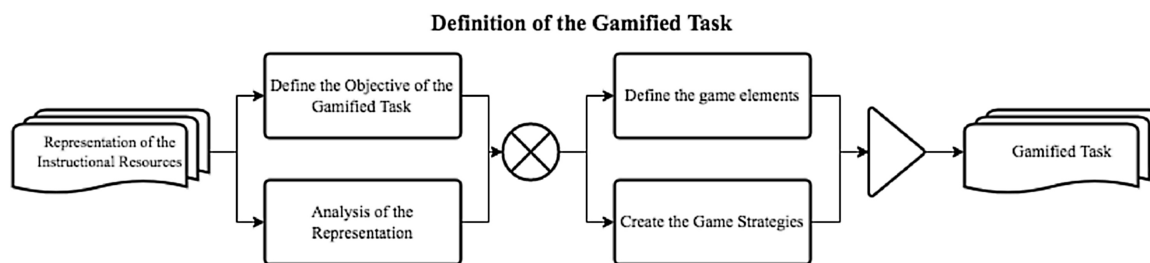 Definition of the Gamified Task
Representation of the
Instructional Resources
Define the Objective of the
Gamified Task
Analysis of the
Representation
Define the game elements
Create the Game Strategies
Gamified Task